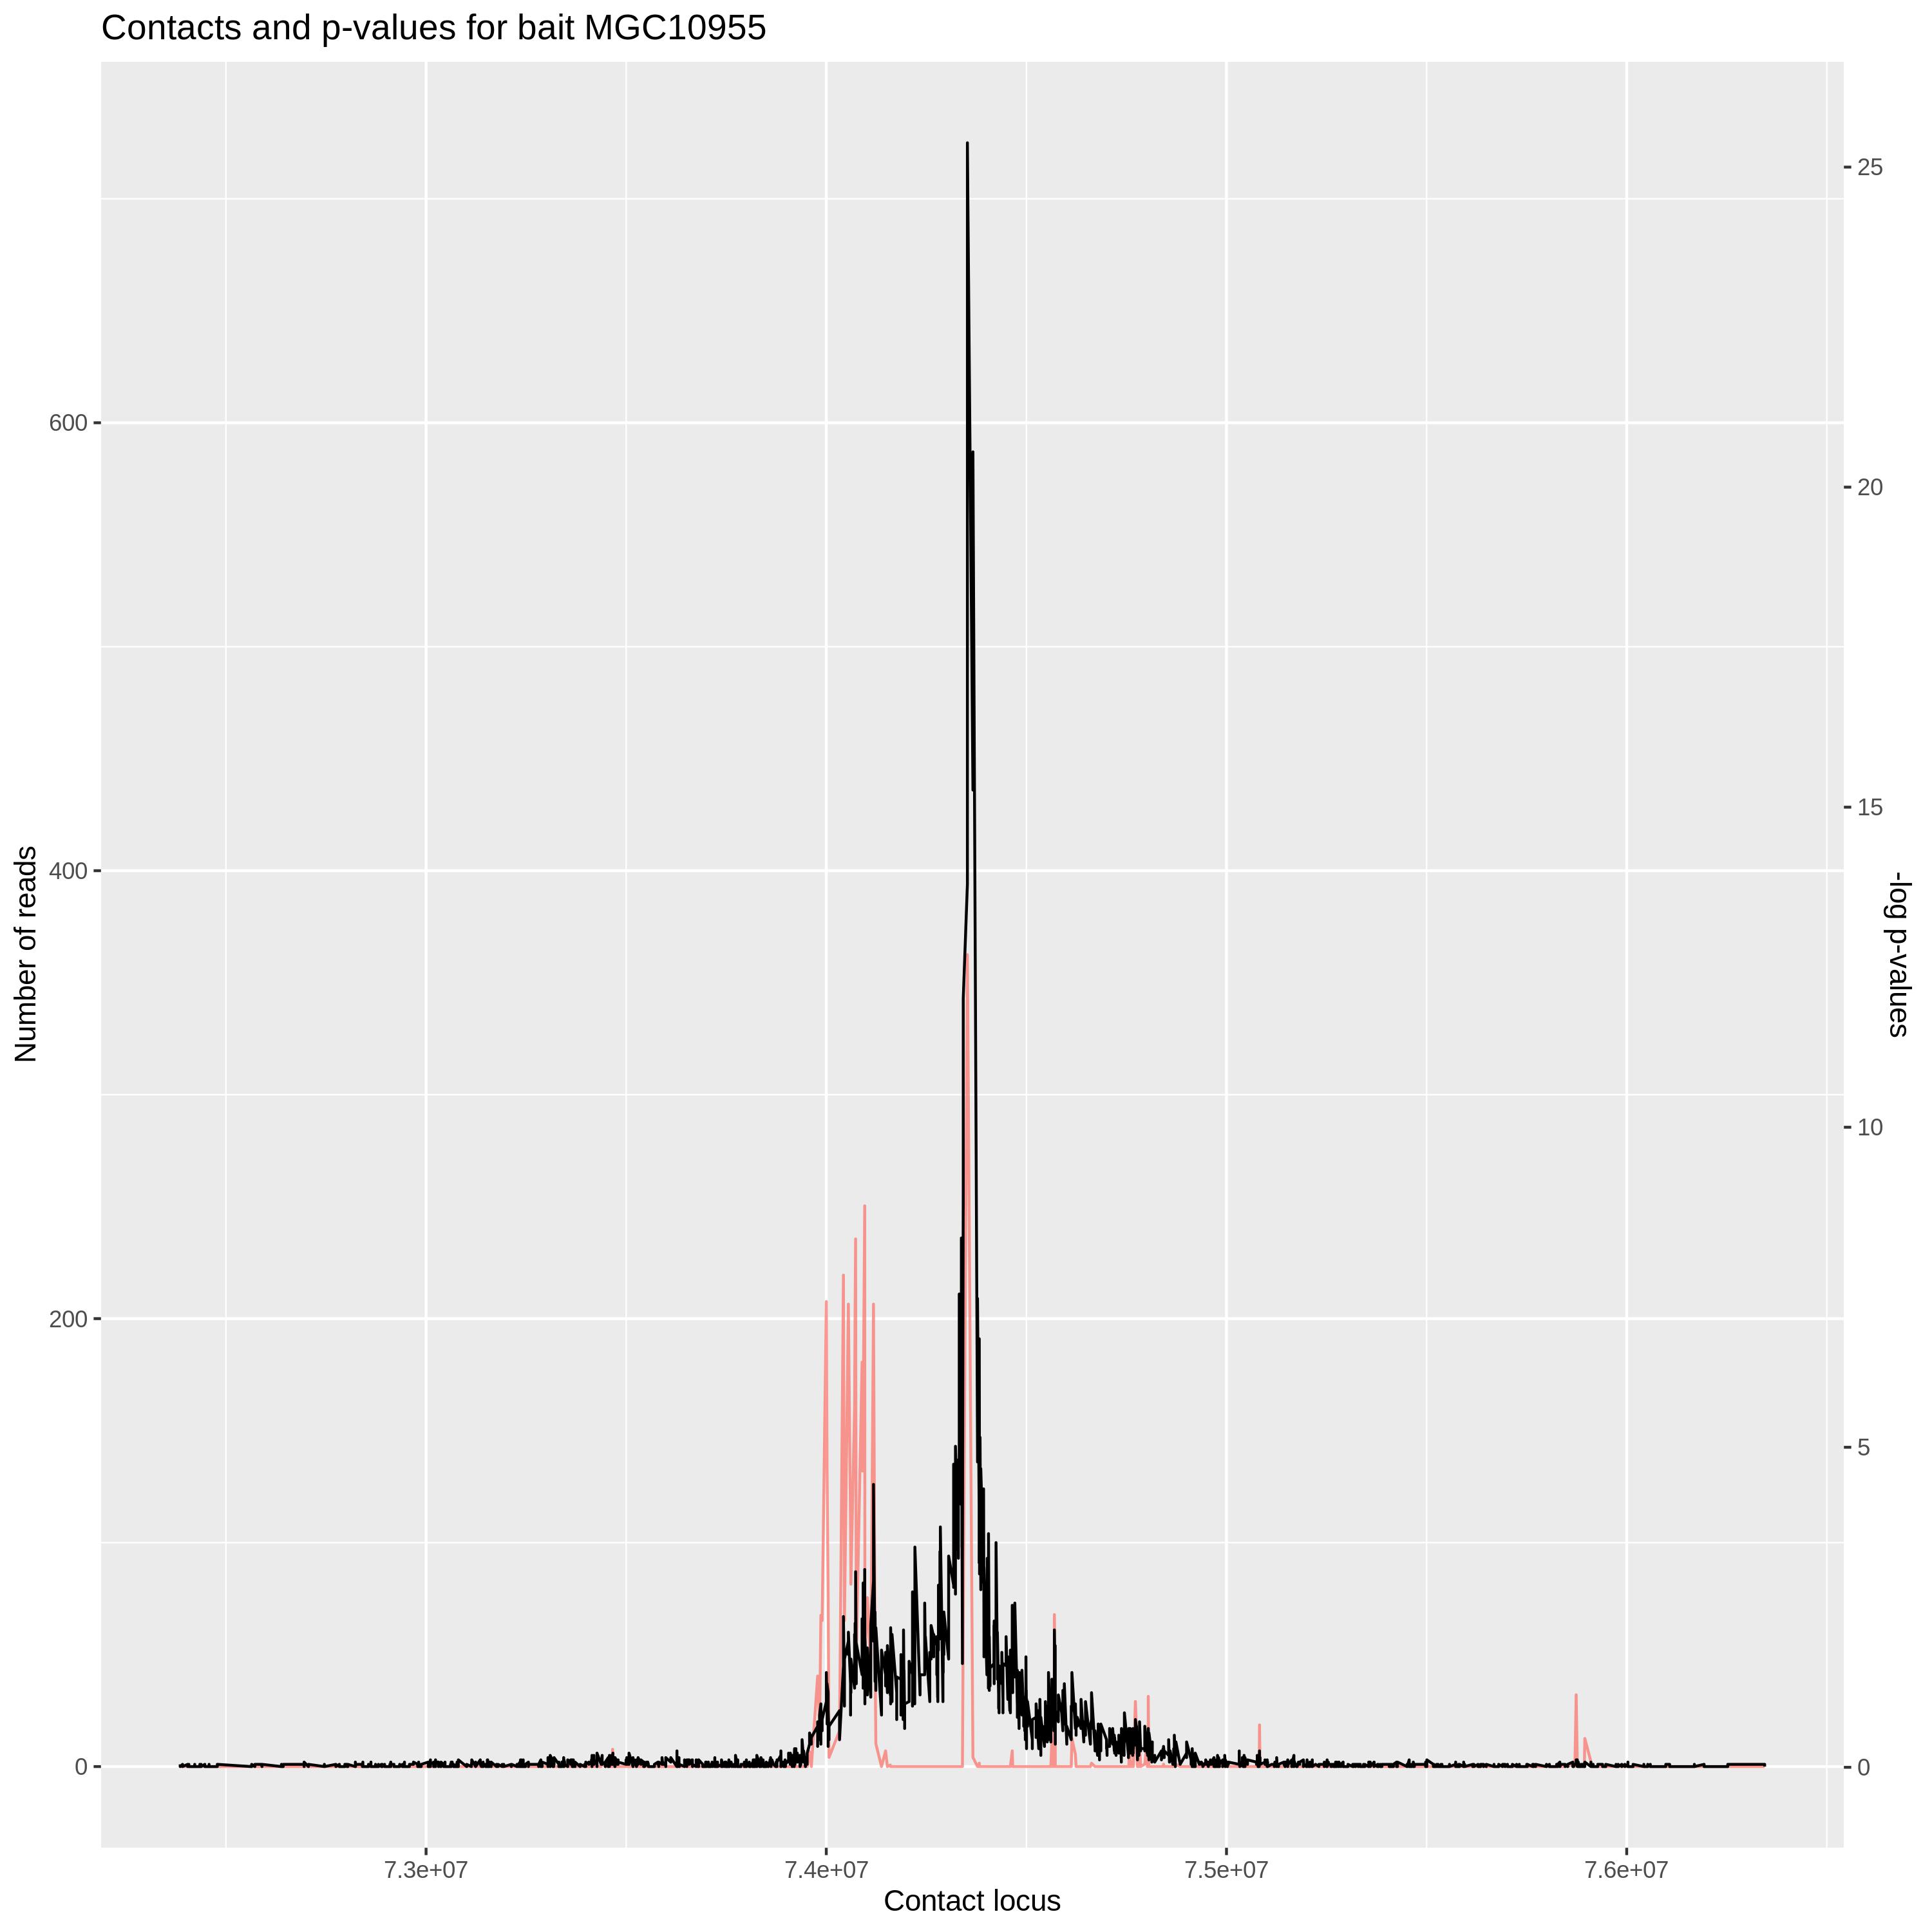 Contacts and p-values for bait MGC10955
Number of reads
600
400
200
0
25
20
15
10
5
0
-log p-values
7.3e+07 7.4e+07 7.5e+07 7.6e+07
Contact locus